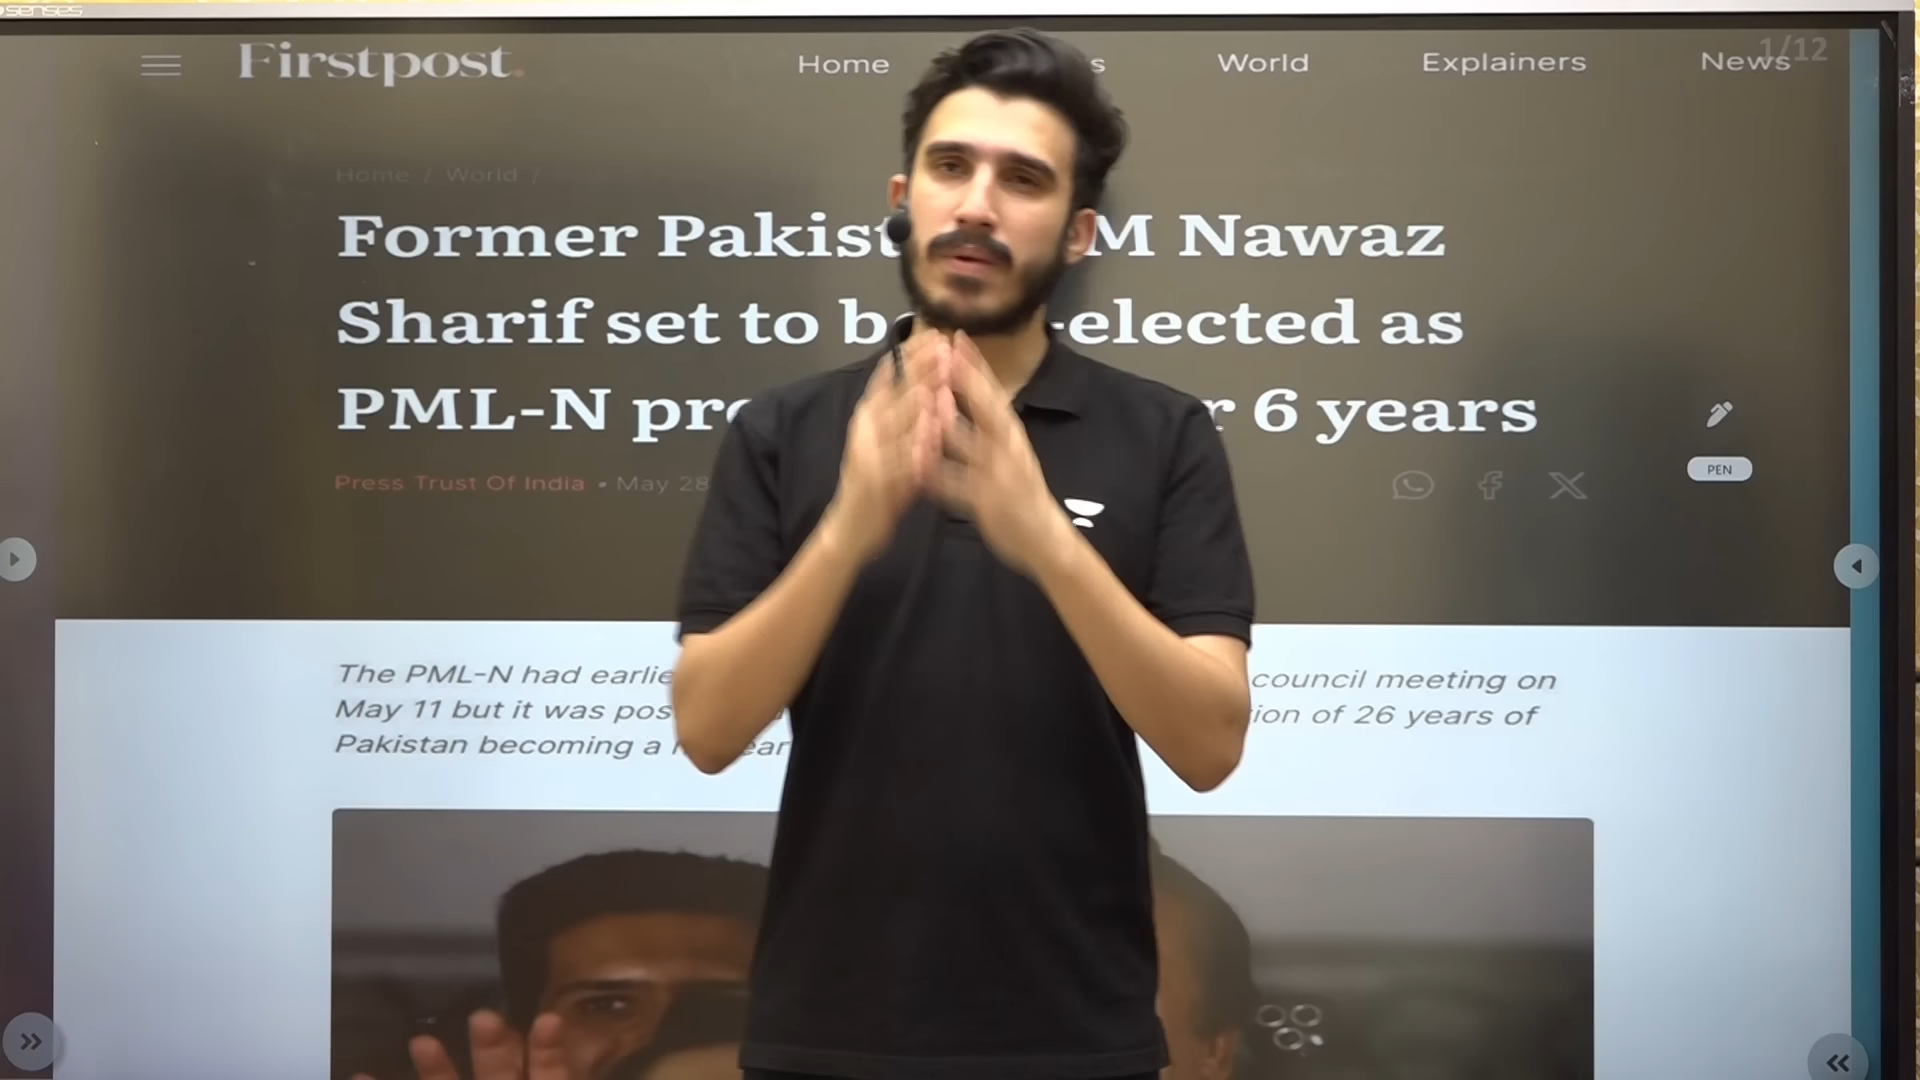 senses
Firstpost.
Home s World Explainers News
1/12
Home / World /
Former Pakist M Nawaz
Sharif set to b -elected as
PML-N pr r 6 years
Press Trust Of India • May 28
PEN
The PML-N had earlie council meeting on
May 11 but it was pos ion of 26 years of
Pakistan becoming a n ear